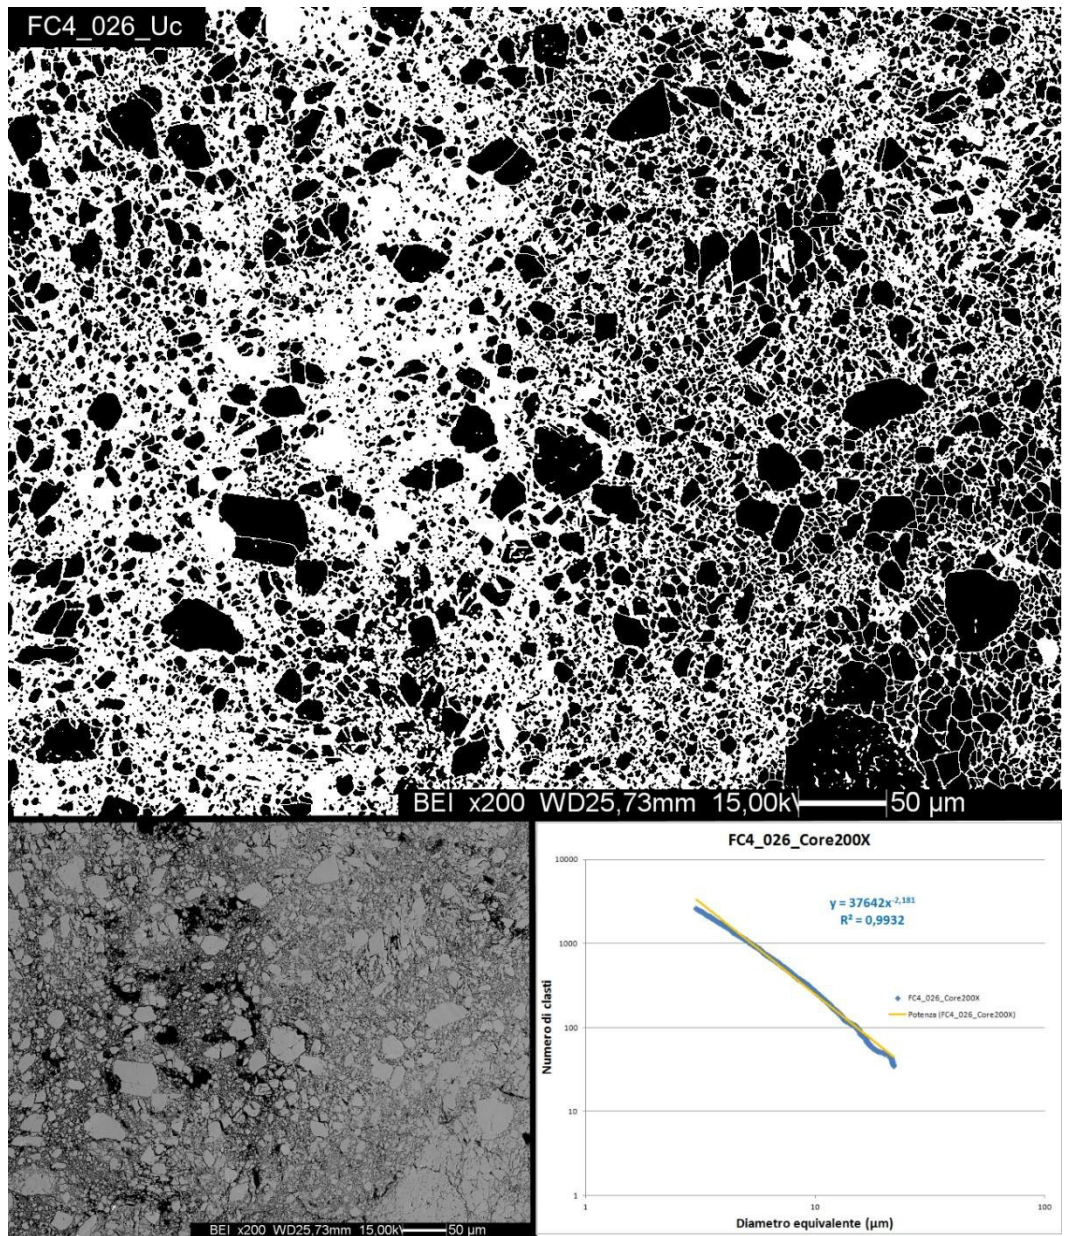 FC4_026_Uc
BEI x200 WD25,73mm 15,00k 50 µm
BEI x200 WD25,73mm 15,00k 50 µm
FC4_026_Core200X
10000
1000
100
10
1
1
10
100
y = 37642x^-2,181
R² = 0,9932
FC4_026_Core200X
Potenza (FC4_026_Core200X)
Numero di clasti
Diametro equivalente (µm)